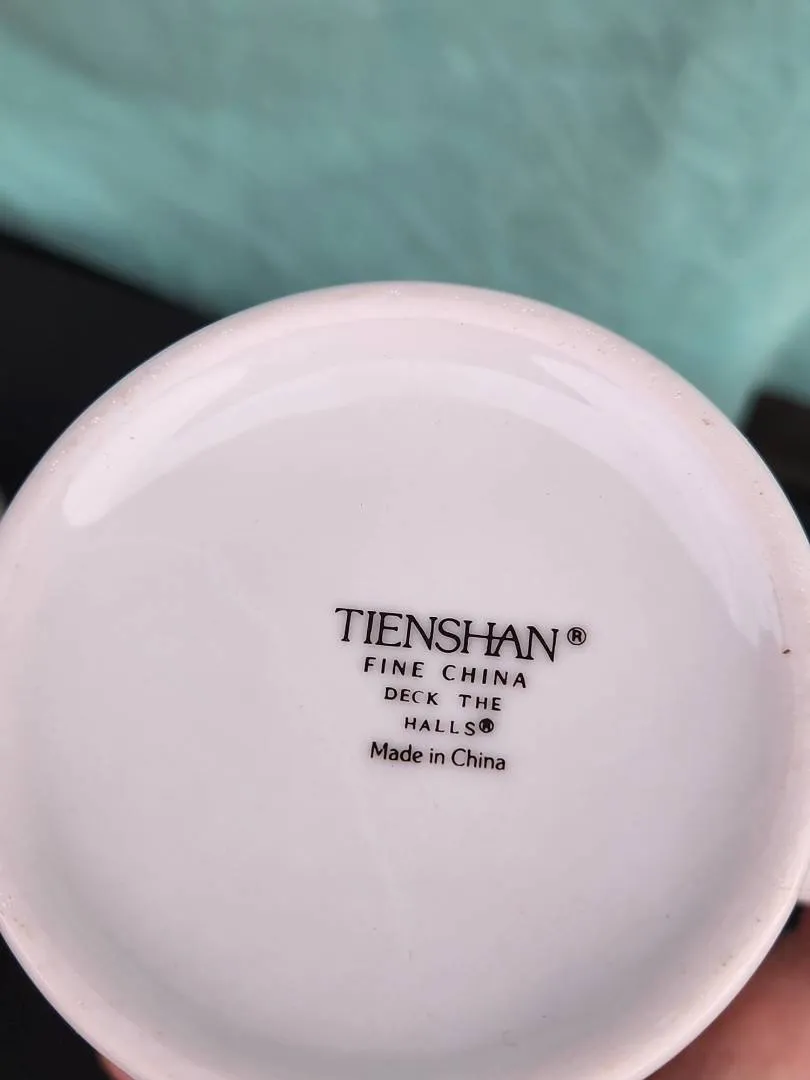 TIENSHAN®
FINE CHINA
DECK THE
HALLS®
Made in China